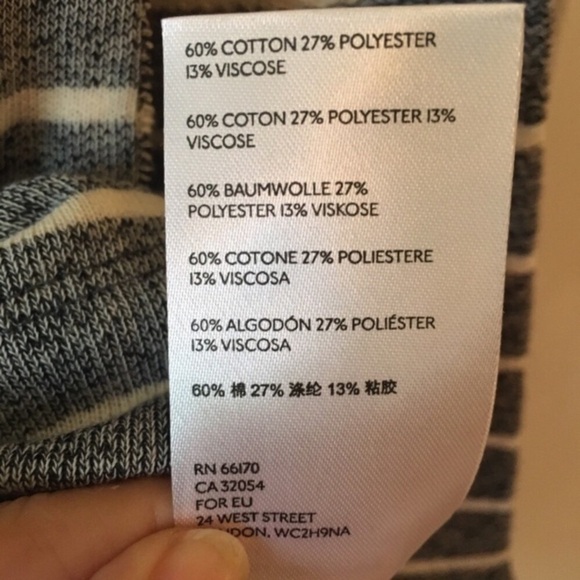 60% COTTON 27% POLYESTER
13% VISCOSE
60% COTON 27% POLYESTER 13%
VISCOSE
60% BAUMWOLLE 27%
POLYESTER 13% VISKOSE
60% COTONE 27% POLIESTERE
13% VISCOSA
60% ALGODÓN 27% POLIÉSTER
13% VISCOSA
60% 棉 27% 涤纶 13% 粘胶
RN 66170
CA 32054
FOR EU
24 WEST STREET
WC2H9NA